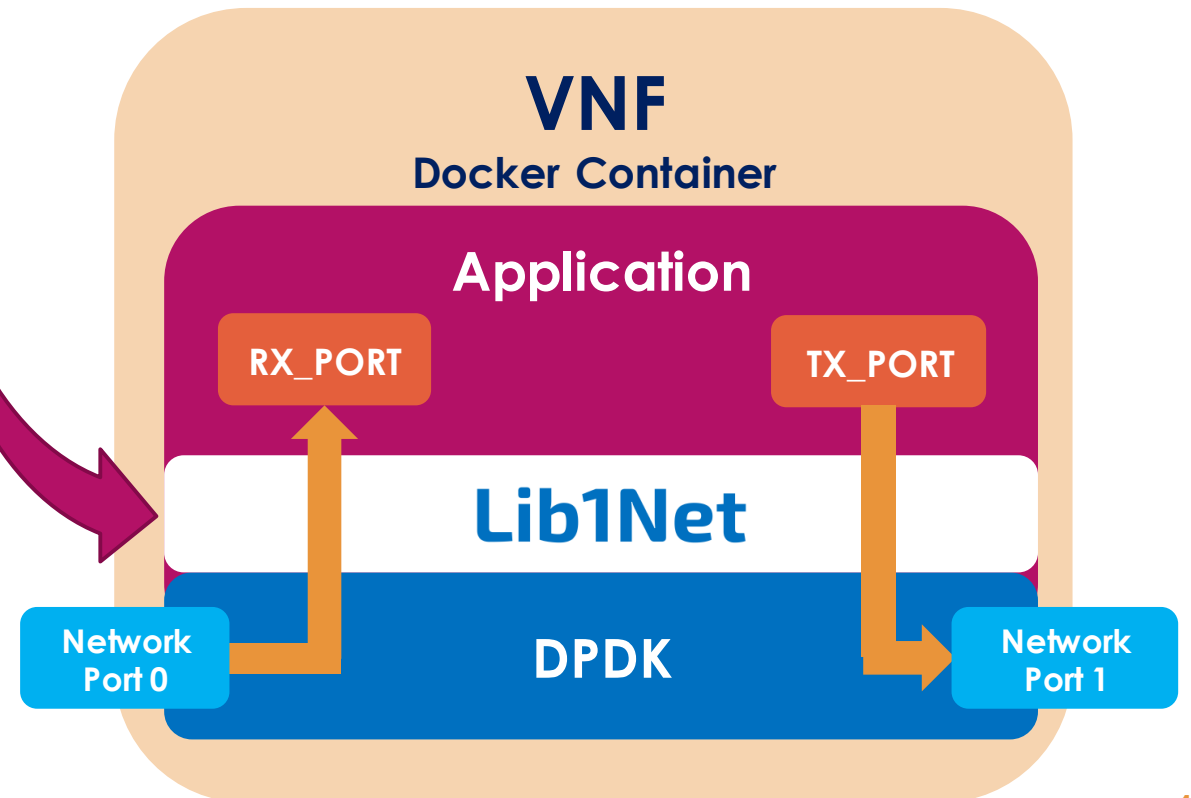 VNF
Docker Container
Application
RX_PORT
TX_PORT
Lib1Net
Network
Port 0
DPDK
Network
Port 1